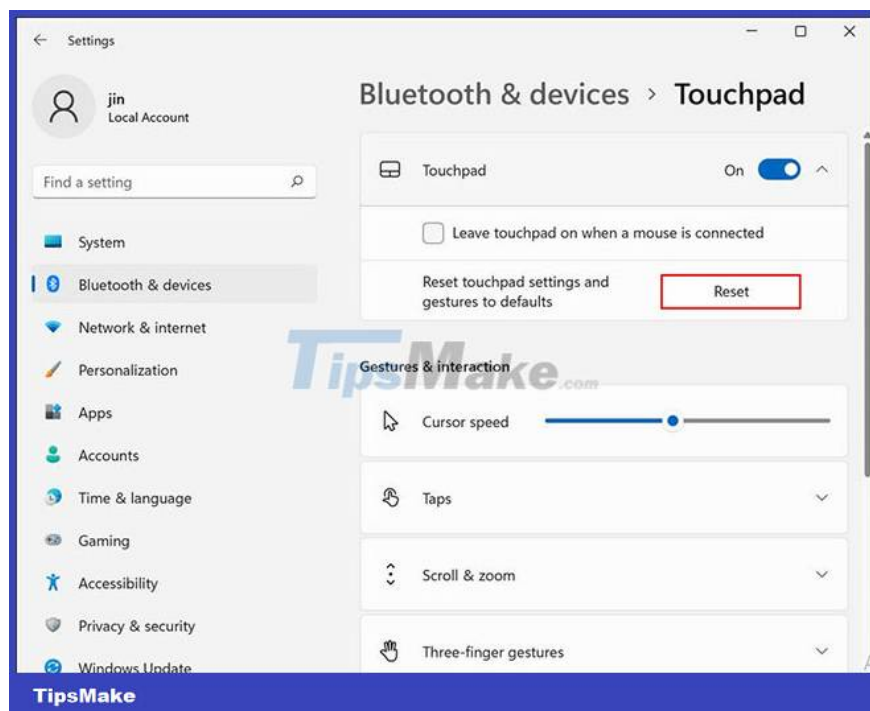 Settings
jin
Local Account
Find a setting
System
Bluetooth & devices
Network & internet
Personalization
Apps
Accounts
Time & language
Gaming
Accessibility
Privacy & security
Windows Update
Bluetooth & devices > Touchpad
Touchpad
On
Leave touchpad on when a mouse is connected
Reset touchpad settings and
gestures to defaults
Reset
Gestures & interaction
Cursor speed
Taps
Scroll & zoom
Three-finger gestures
TipsMake.com
TipsMake